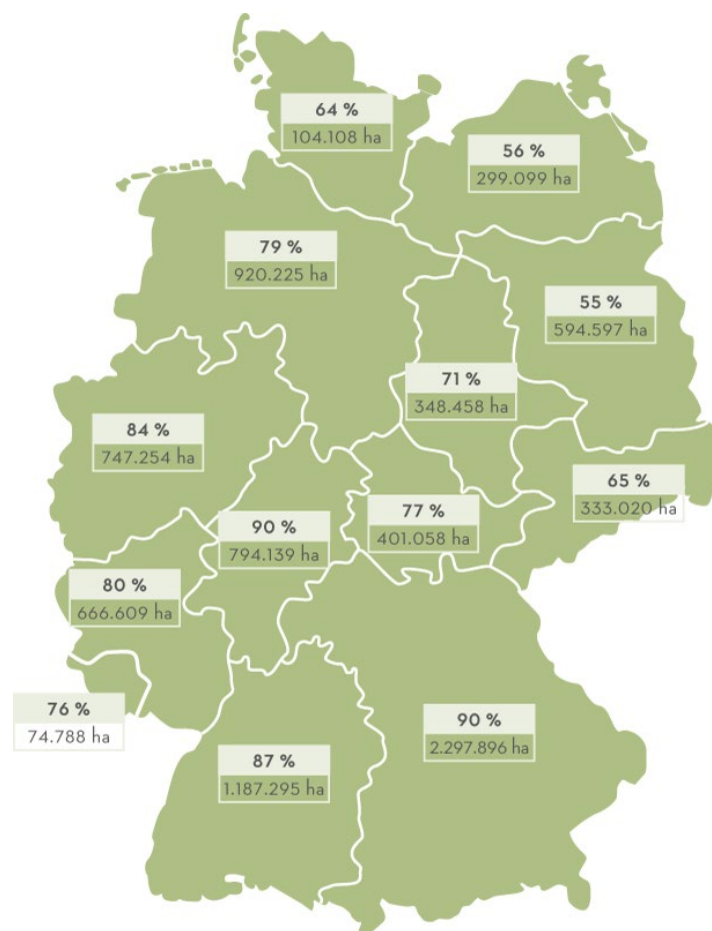 64 %
104.108 ha
56 %
299.099 ha
79 %
920.225 ha
55 %
594.597 ha
71 %
348.458 ha
84 %
747.254 ha
65 %
333.020 ha
77 %
401.058 ha
90 %
794.139 ha
80 %
666.609 ha
76 %
74.788 ha
90 %
2.297.896 ha
87 %
1.187.295 ha